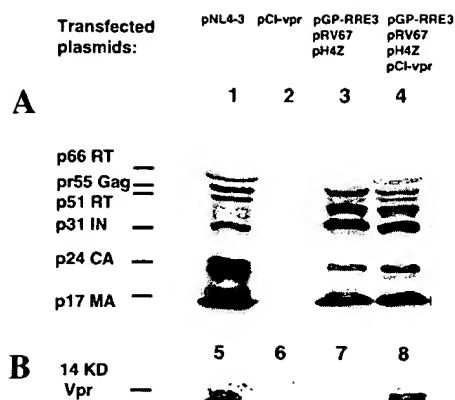 Transfected plasmids:
pNL4-3
pCI-vpr
pGP-RRE3
pRV67
pH4Z
pGP-RRE3
pRV67
pH4Z
pCI-vpr
1 2 3 4
A
p66 RT
pr55 Gag
p51 RT
p31 IN
p24 CA
p17 MA
5 6 7 8
B
14 KD
Vpr